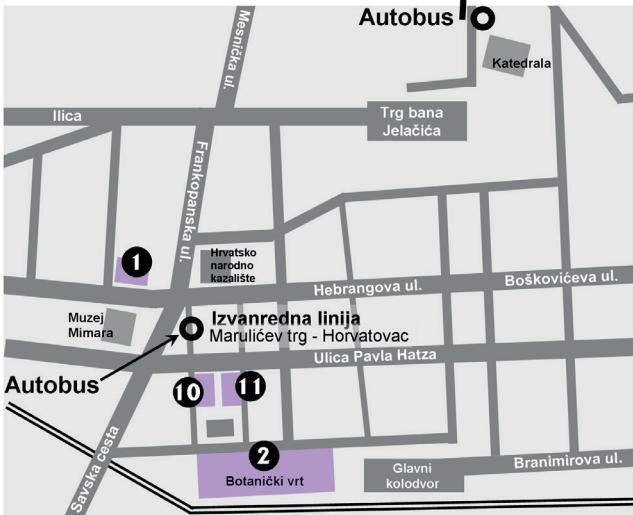 Autobus
Mesnička ul.
Katedrala
Ilica
Trg bana
Jelačića
Frankopanska ul.
1
Hrvatsko
narodno
kazalište
Hebrangova ul.
Boškovićeva ul.
Muzej
Mimara
Izvanredna linija
Marulićev trg - Horvatovac
Ulica Pavla Hatza
Autobus
10
11
Savska cesta
2
Botanički vrt
Glavni
kolodvor
Branimirova ul.